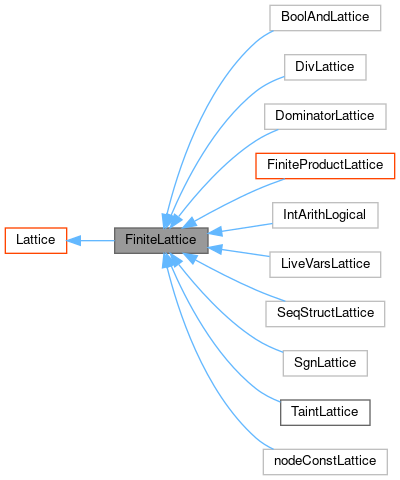 BoolAndLattice
DivLattice
DominatorLattice
FiniteProductLattice
IntArithLogical
Lattice
FiniteLattice
LiveVarsLattice
SeqStructLattice
SgnLattice
TaintLattice
nodeConstLattice